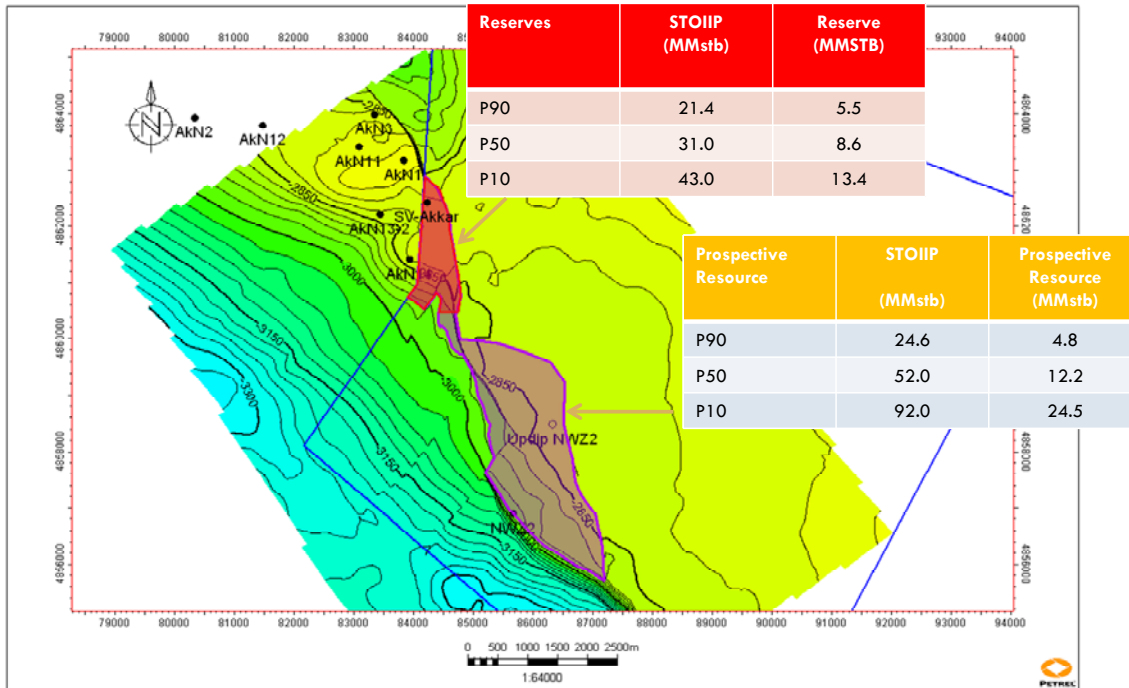 Reserves STOIIP (MMstb) Reserve (MMSTB)
P90 21.4 5.5
P50 31.0 8.6
P10 43.0 13.4
Prospective Resource STOIIP (MMstb) Prospective Resource (MMstb)
P90 24.6 4.8
P50 52.0 12.2
P10 92.0 24.5
79000 80000 81000 82000 83000 84000 93000 94000
4864000
4862000
4860000
4858000
4856000
N
AkN2
AkN12
AkN3
AkN11
AkN1
SV-Akkar
-2850
-2850
-3000
-3150
-3300
-2850
-3000
Updip NWZ2
-3150
-2850
NWZ2
-3000
-3150
4864000
4858000
4856000
79000 80000 81000 82000 83000 84000 85000 86000 87000 88000 89000 90000 91000 92000 93000 94000
0 500 1000 1500 2000 2500m
1:64000
PETREL